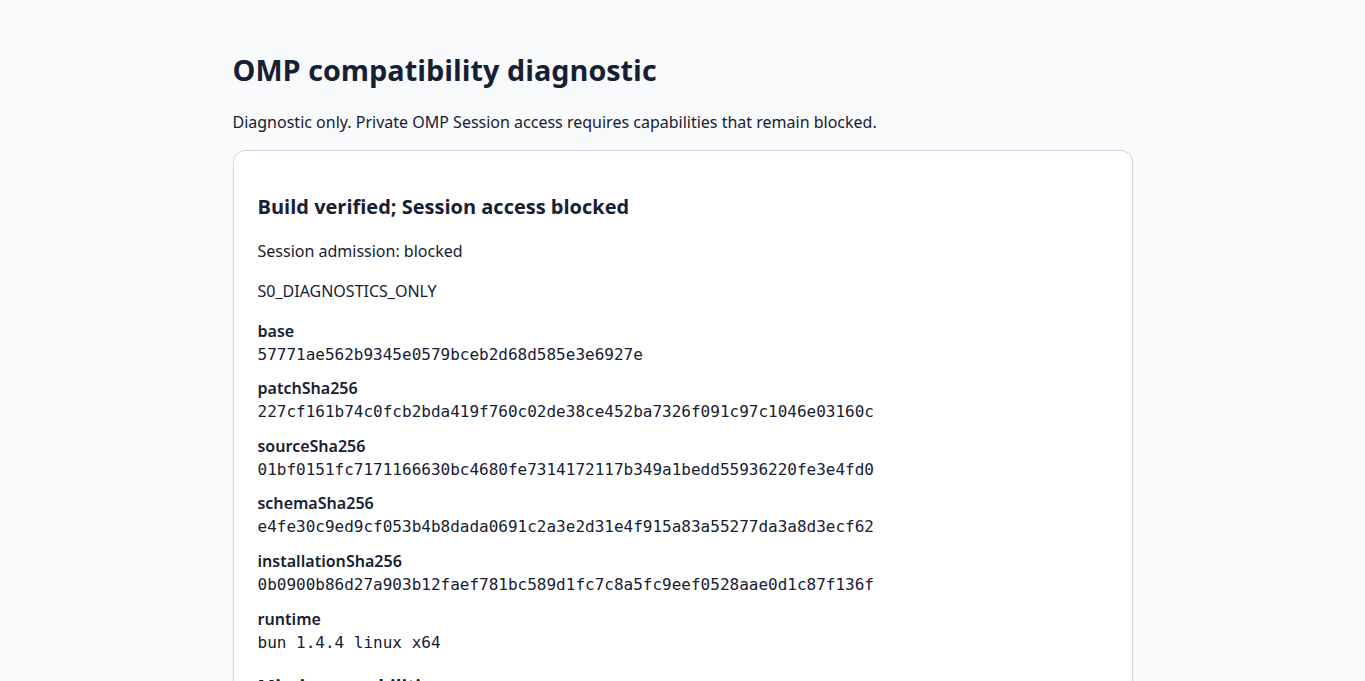 OMP compatibility diagnostic
Diagnostic only. Private OMP Session access requires capabilities that remain blocked.
Build verified; Session access blocked
Session admission: blocked
S0_DIAGNOSTICS_ONLY
base
57771ae562b9345e0579bceb2d68d585e3e6927e
patchSha256
227cf161b74c0fcb2bda419f760c02de38ce452ba7326f091c97c1046e03160c
sourceSha256
01bf0151fc7171166630bc4680fe7314172117b349a1bedd55936220fe3e4fd0
schemaSha256
e4fe30c9ed9cf053b4b8dada0691c2a3e2d31e4f915a83a55277da3a8d3ecf62
installationSha256
0b0900b86d27a903b12faef781bc589d1fc7c8a5fc9eef0528aae0d1c87f136f
runtime
bun 1.4.4 linux x64